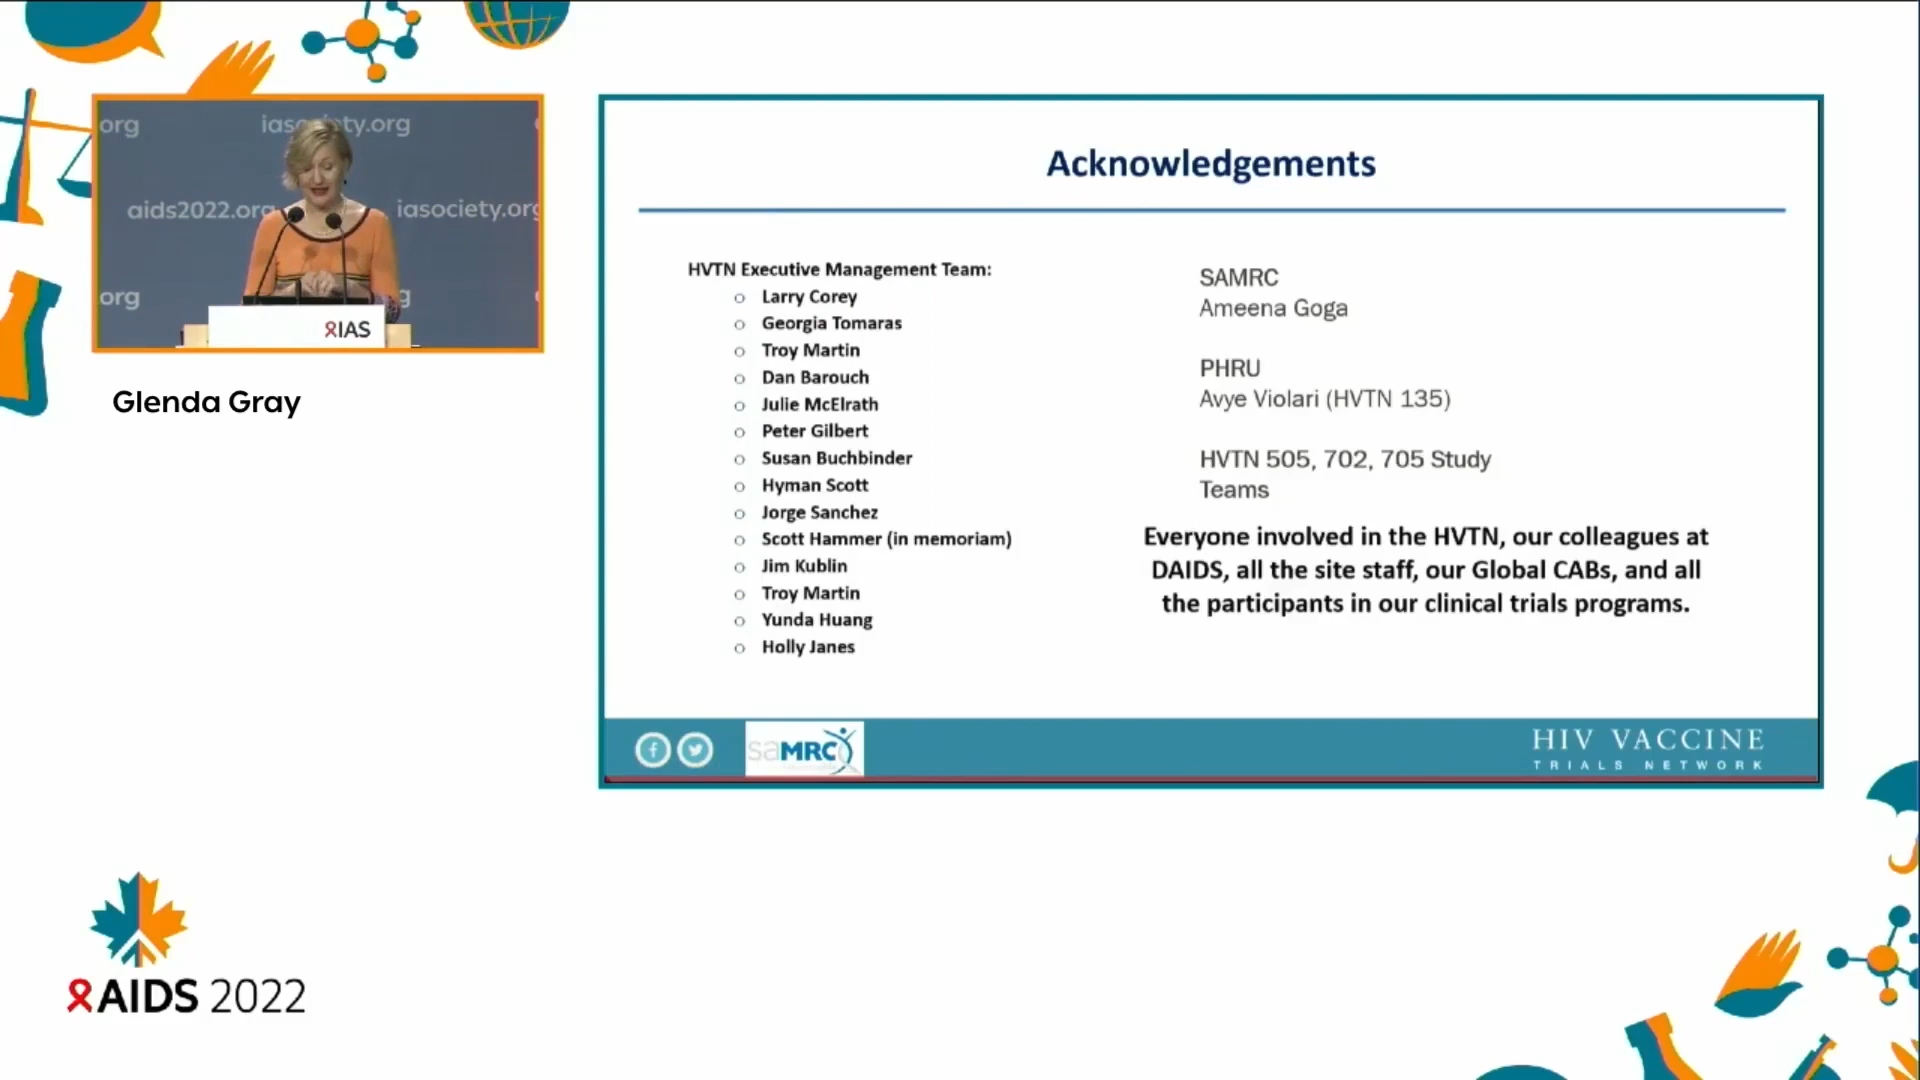 org
iasociety.org
aids2022.org
iasociety.org
org
IAS
Glenda Gray
Acknowledgements
HVTN Executive Management Team:
o Larry Corey
o Georgia Tomaras
o Troy Martin
o Dan Barouch
o Julie McElrath
o Peter Gilbert
o Susan Buchbinder
o Hyman Scott
o Jorge Sanchez
o Scott Hammer (in memoriam)
o Jim Kublin
o Troy Martin
o Yunda Huang
o Holly Janes
SAMRC
Ameena Goga
PHRU
Avye Violari (HVTN 135)
HVTN 505, 702, 705 Study
Teams
Everyone involved in the HVTN, our colleagues at
DAIDS, all the site staff, our Global CABs, and all
the participants in our clinical trials programs.
saMRC
HIV VACCINE
TRIALS NETWORK
AIDS 2022